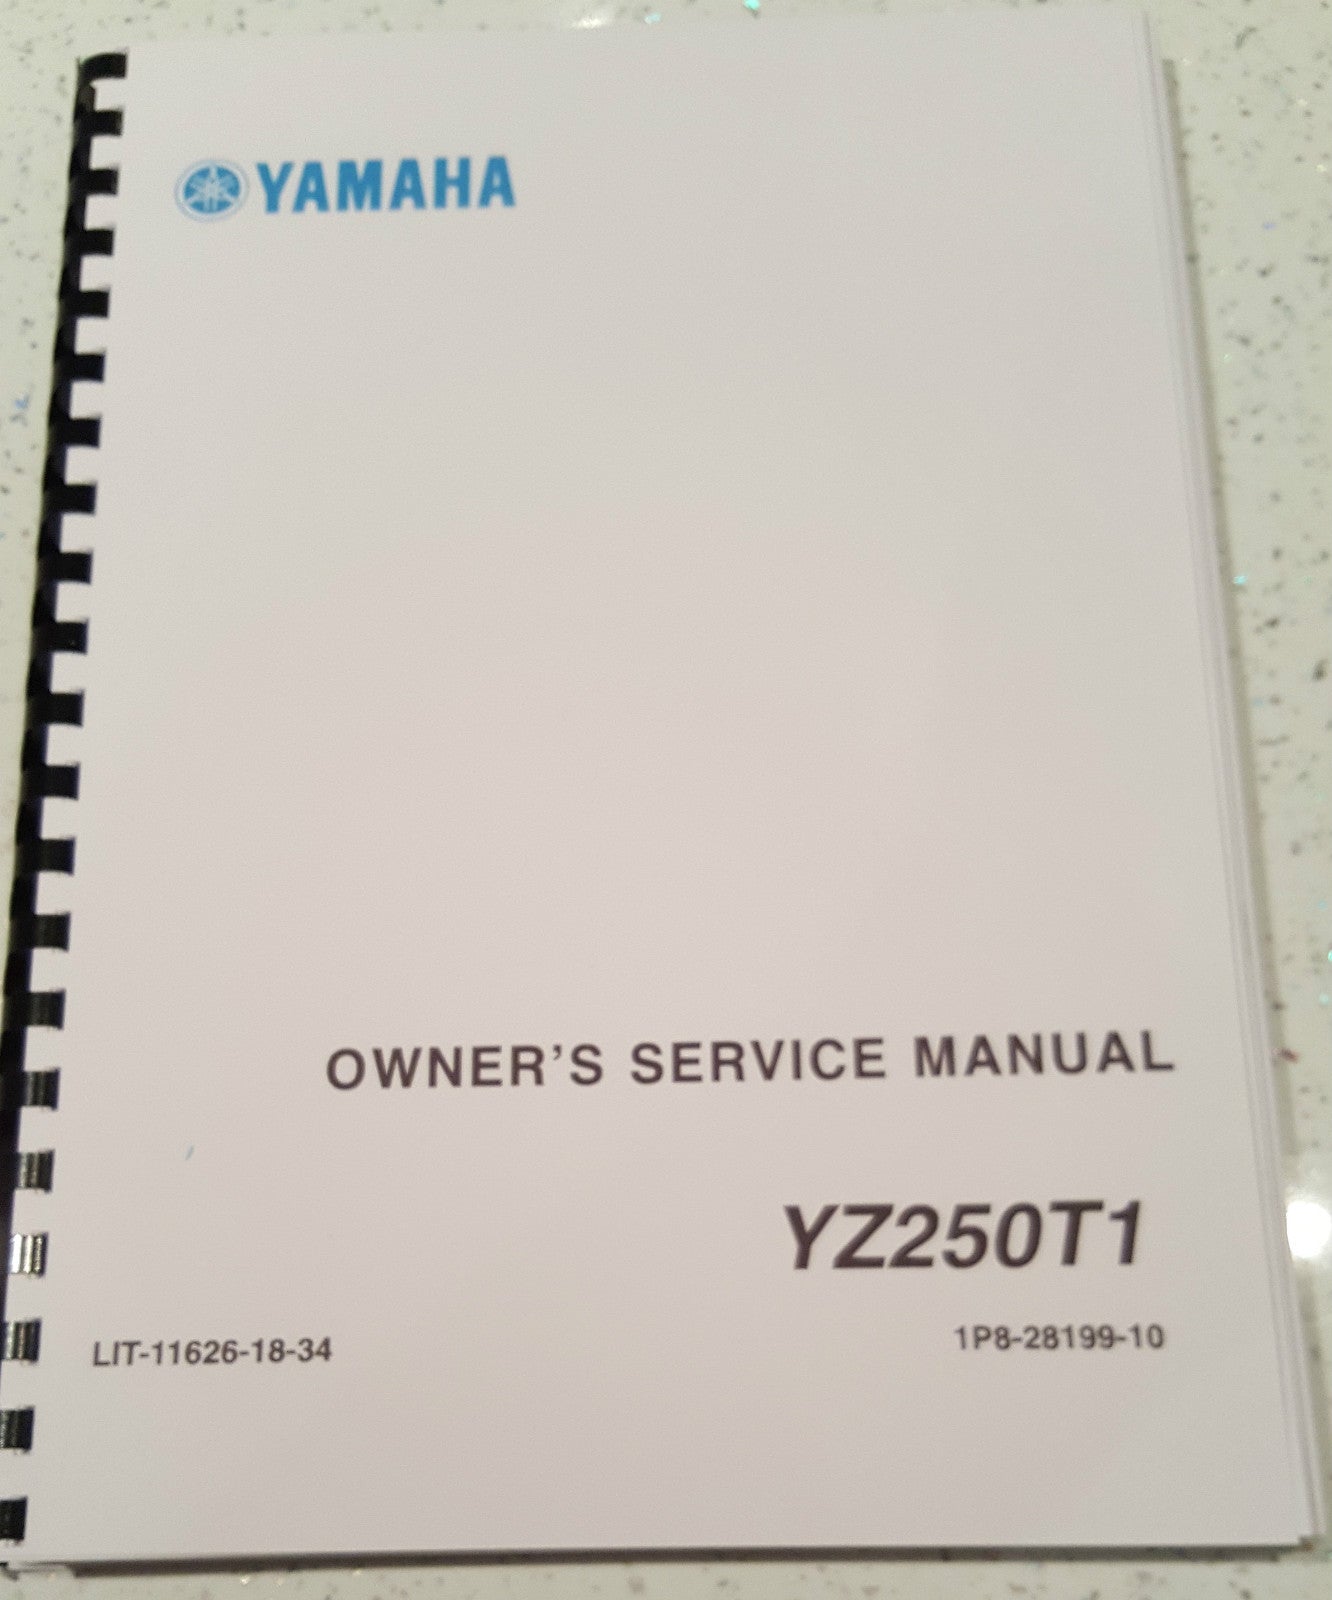 YAMAHA
OWNER'S SERVICE MANUAL
YZ250T1
LIT-11626-18-34
1P8-28199-10